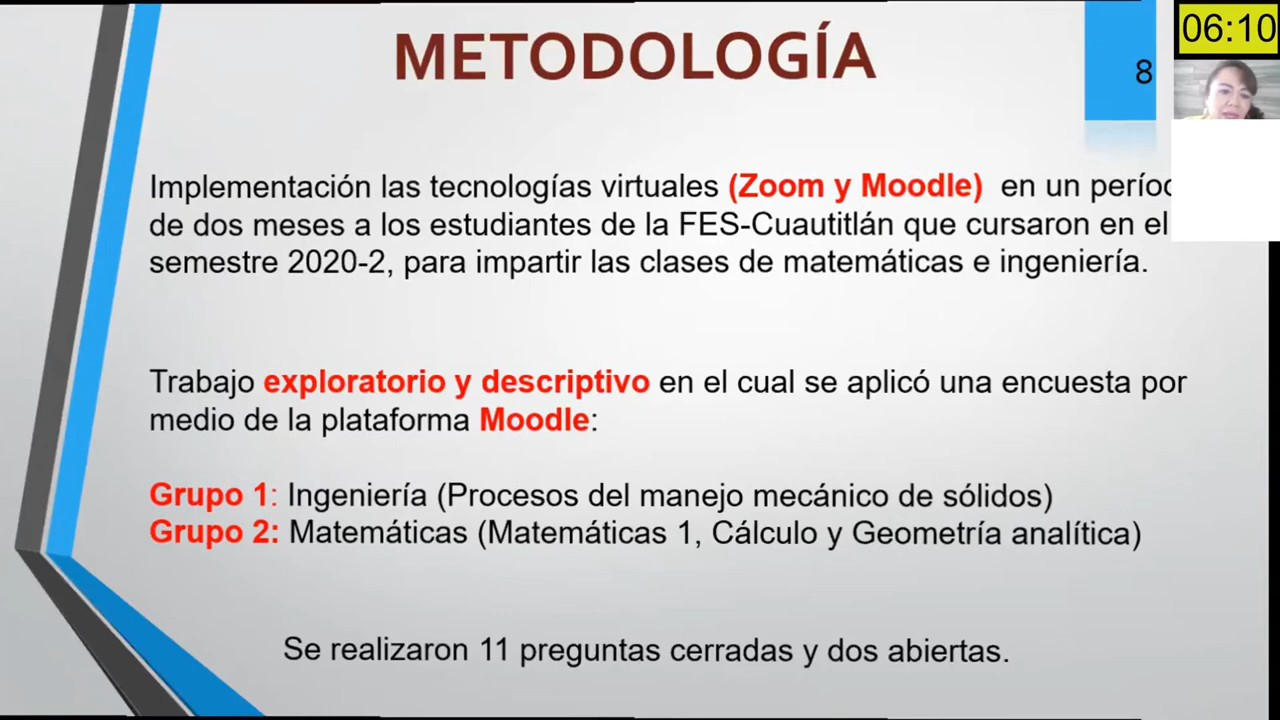 METODOLOGÍA
06:10
8
Implementación las tecnologías virtuales (Zoom y Moodle) en un
de dos meses a los estudiantes de la FES-Cuautitlán que cursaron en el
semestre 2020-2, para impartir las clases de matemáticas e ingeniería.
Trabajo exploratorio y descriptivo en el cual se aplicó una encuesta por
medio de la plataforma Moodle:
Grupo 1: Ingeniería (Procesos del manejo mecánico de sólidos)
Grupo 2: Matemáticas (Matemáticas 1, Cálculo y Geometría analítica)
Se realizaron 11 preguntas cerradas y dos abiertas.